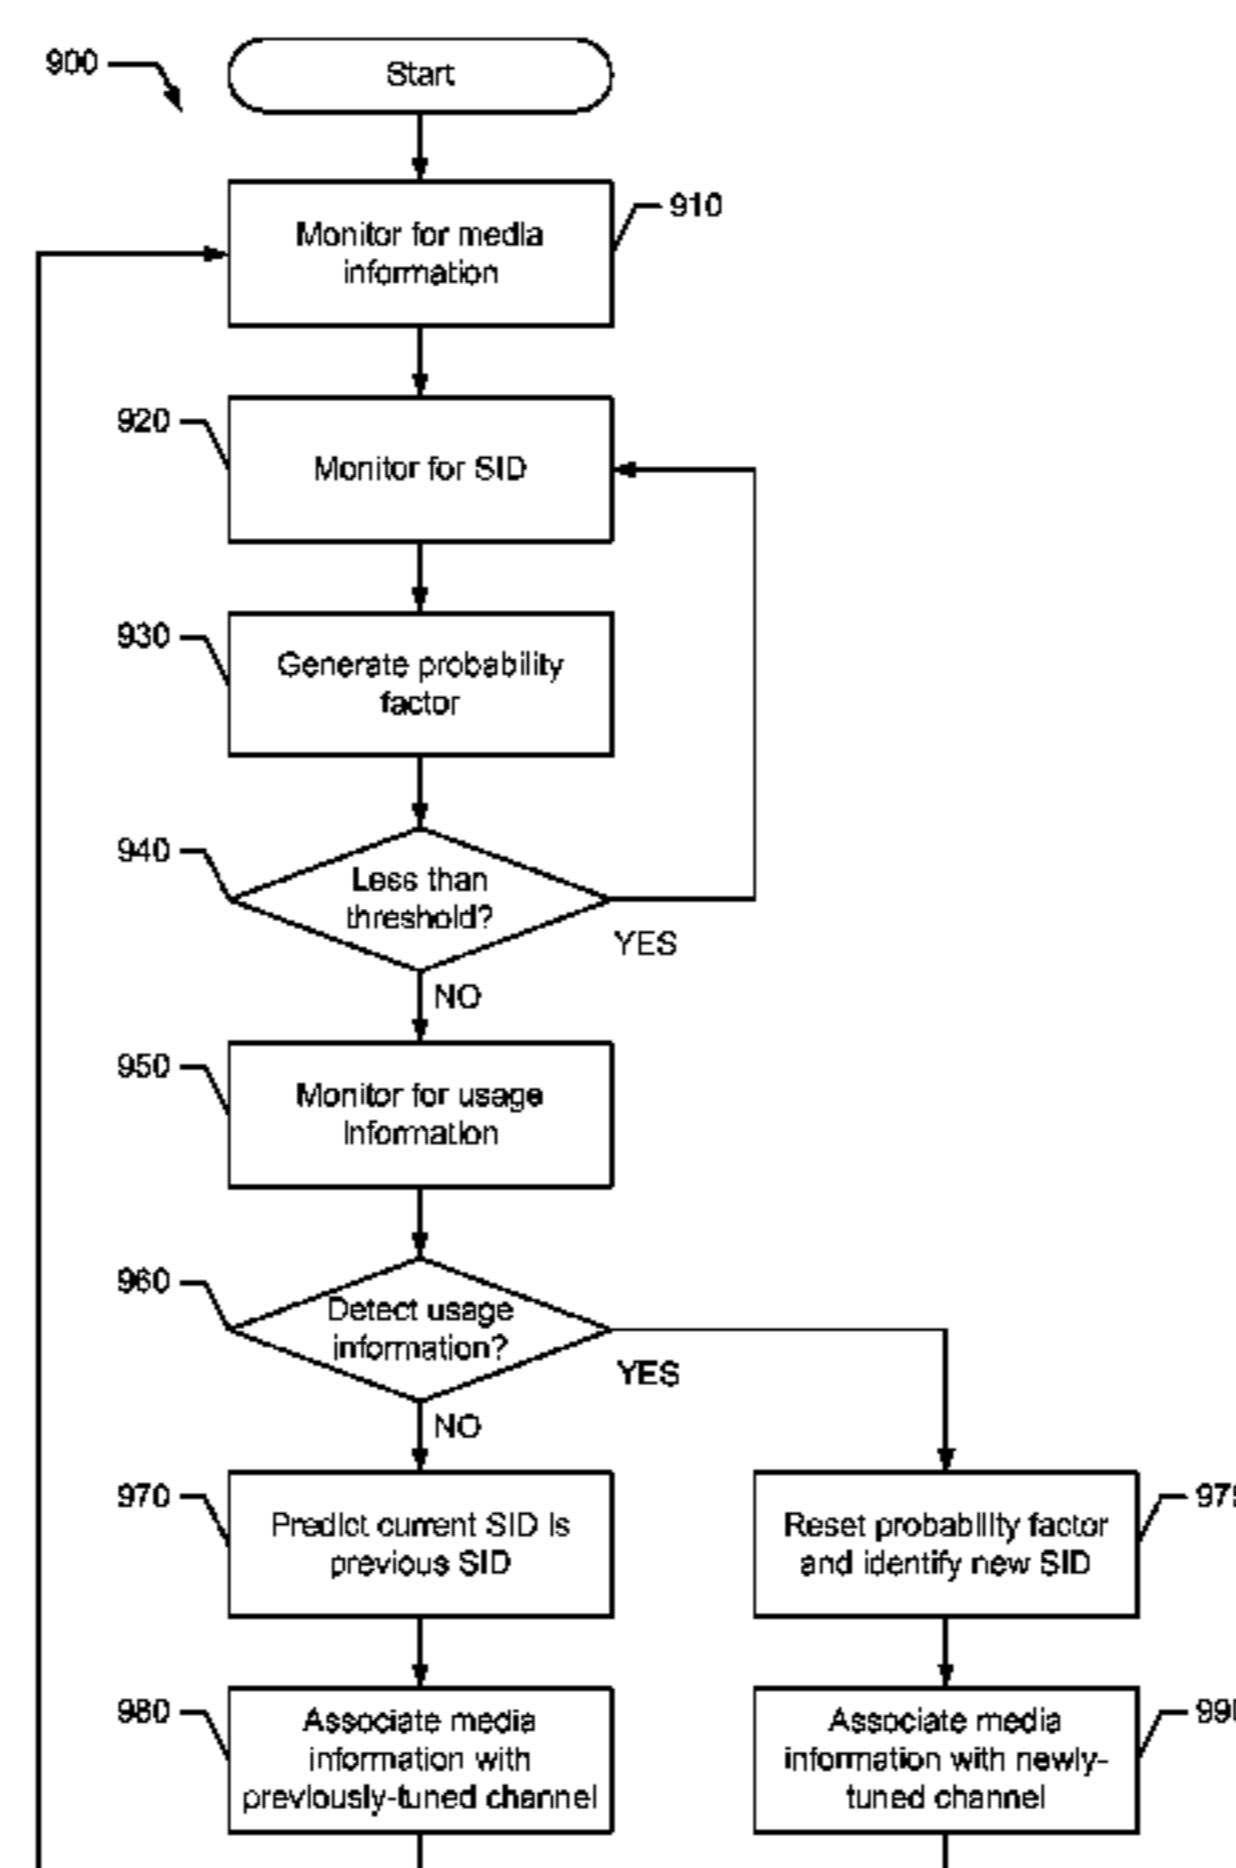 900
Start
910
Monitor for media
information
920
Monitor for SID
930
Generate probability
factor
940
Less than
threshold?
YES
NO
950
Monitor for usage
information
960
Detect usage
information?
YES
NO
970
Predict current SID is
previous SID
Reset probability factor
and identify new SID
980
Associate media
information with
previously-tuned channel
Associate media
information with newly-
tuned channel